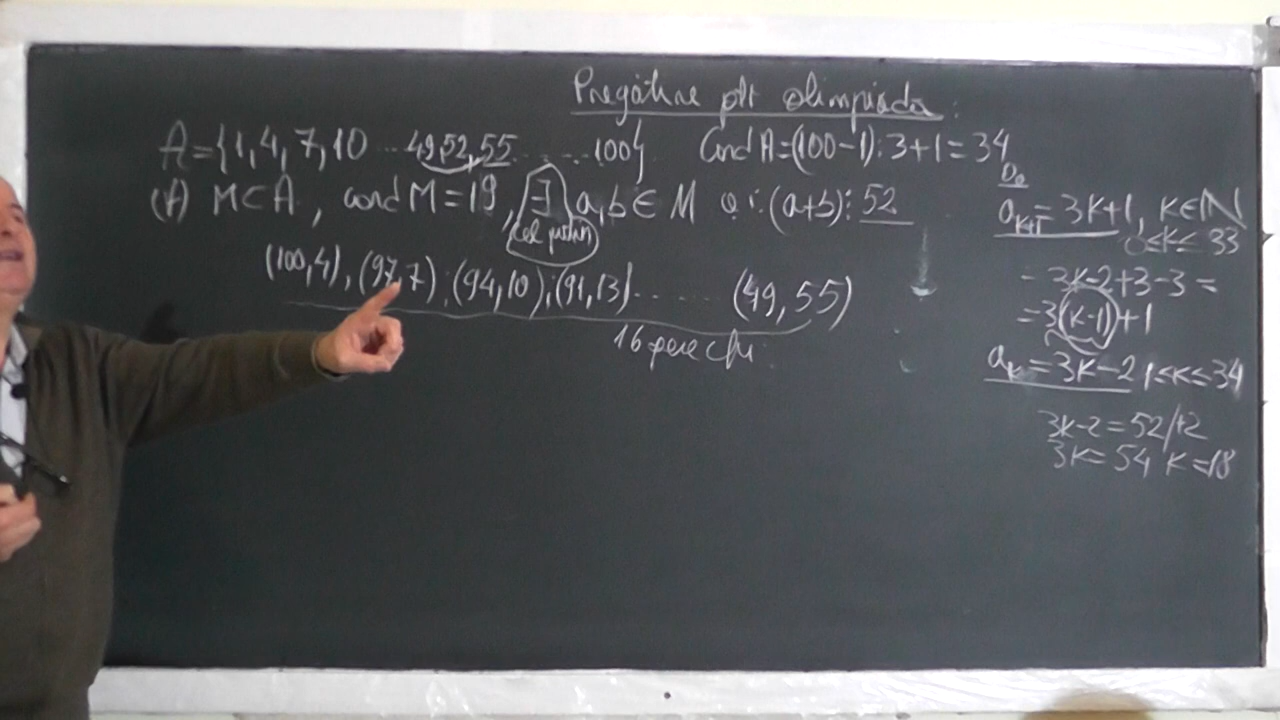 Pregătire ptr olimpiadă:
A={1, 4, 7, 10 ... 49,52,55 ...... 100} Card A=(100-1):3+1=34
(∀) M⊂A, card M=19, ∃ a,b∈M a.î.(a+b)⋮52
cel puțin
(100,4), (97,7); (94,10); (91,13)....... (49,55)
16 perechi
a_{k+1}=3k+1, k∈ℕ
0≤k≤33
=3k-2+3-3=
=3(k-1)+1
a_k=3k-2 1≤k≤34
3k-2=52/+2
3k=54 k=18